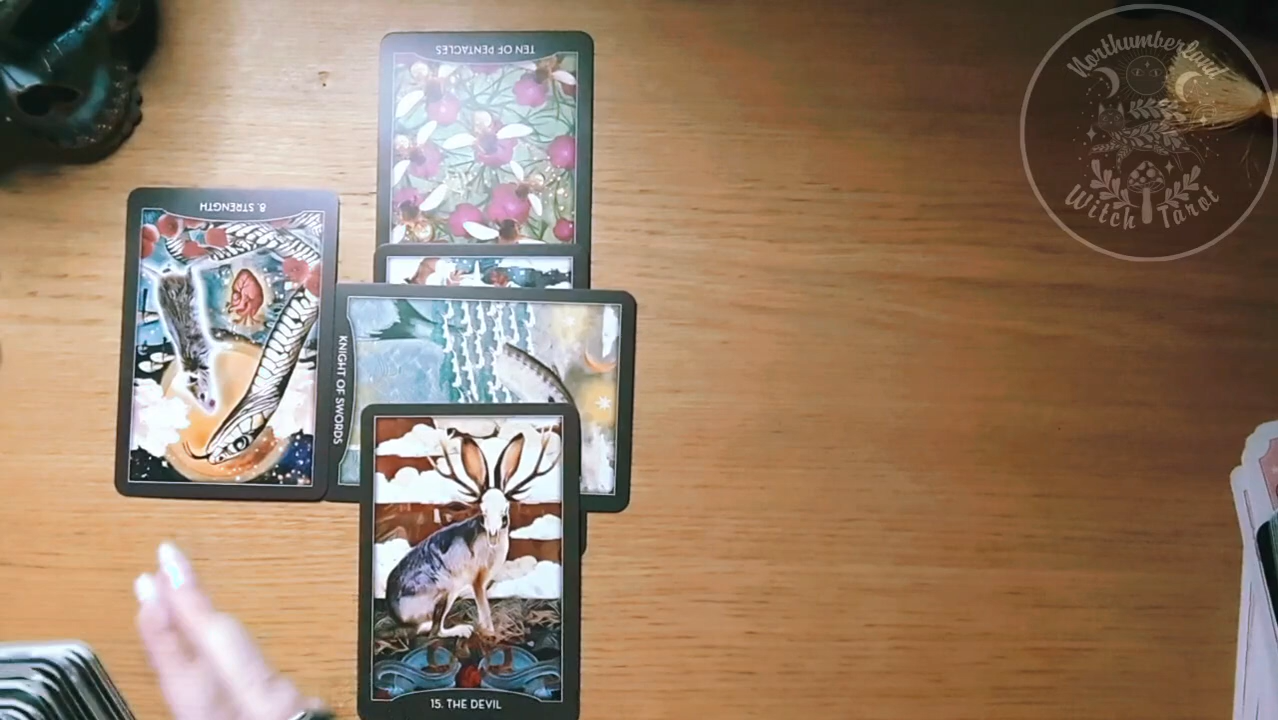 TEN OF PENTACLES
Northumberland
Witch Tarot
8. STRENGTH
KNIGHT OF SWORDS
15. THE DEVIL